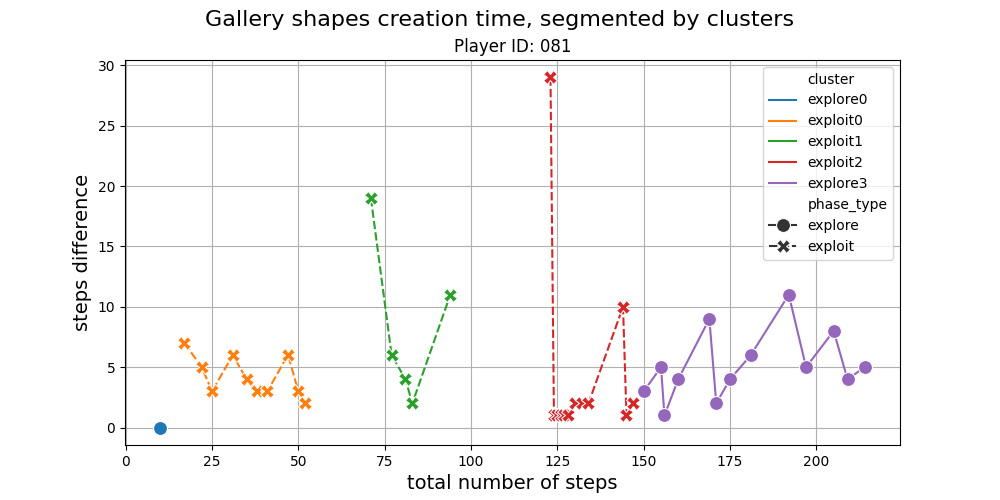 Gallery shapes creation time, segmented by clusters
Player ID: 081
steps difference
30
25
20
15
10
5
0
0 25 50 75 100 125 150 175 200
total number of steps
cluster
explore0
exploit0
exploit1
exploit2
explore3
phase_type
explore
exploit